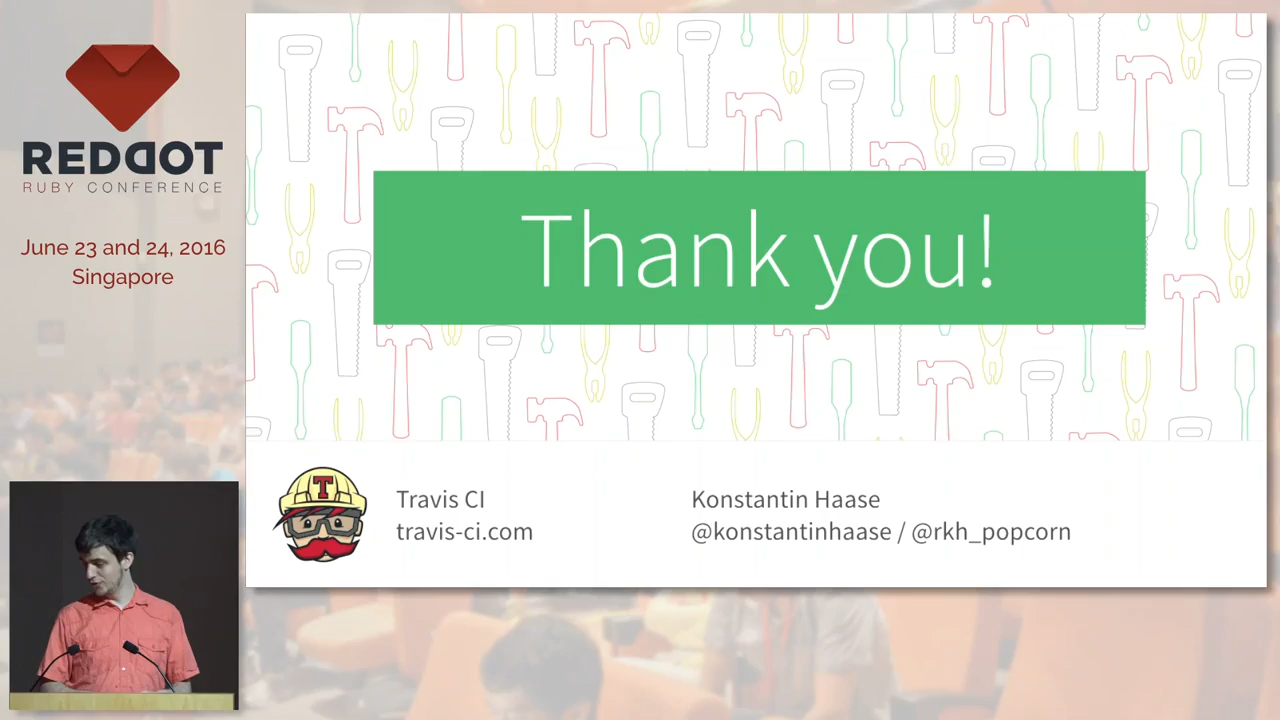 REDDOT
RUBY CONFERENCE
June 23 and 24, 2016
Singapore
Thank you!
T
Travis CI
travis-ci.com
Konstantin Haase
@konstantinhaase / @rkh_popcorn